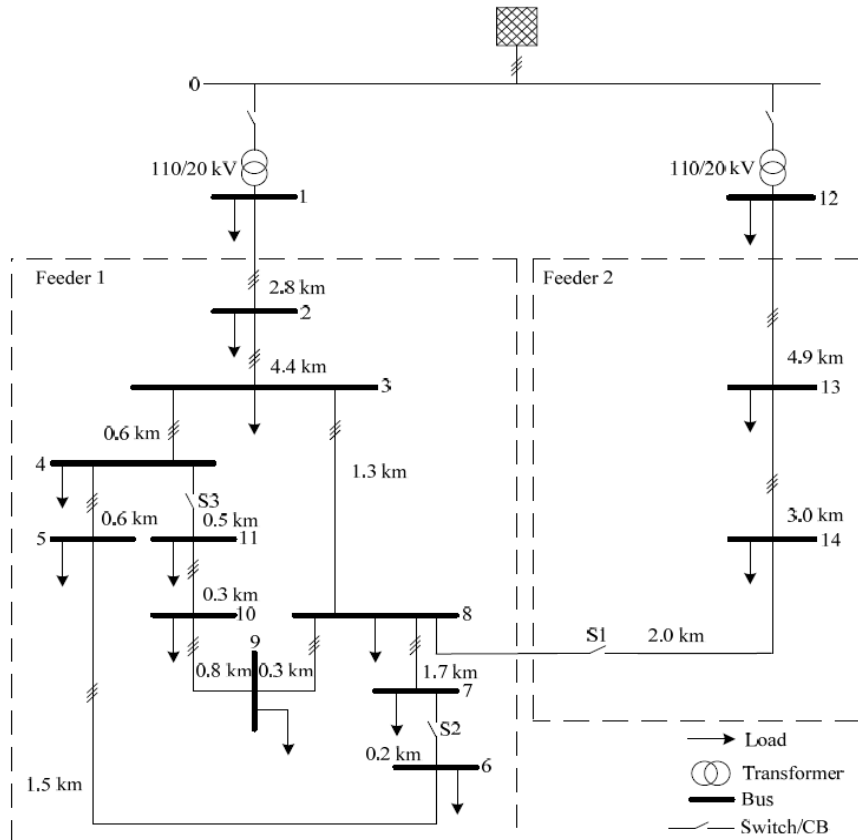 0
110/20 kV
110/20 kV
1
12
Feeder 1
Feeder 2
2.8 km
2
4.4 km
4.9 km
3
13
0.6 km
1.3 km
4
S3
0.6 km
0.5 km
3.0 km
5
11
14
0.3 km
10
8
9
S1
2.0 km
0.8 km
0.3 km
1.7 km
7
S2
0.2 km
6
1.5 km
Load
Transformer
Bus
Switch/CB